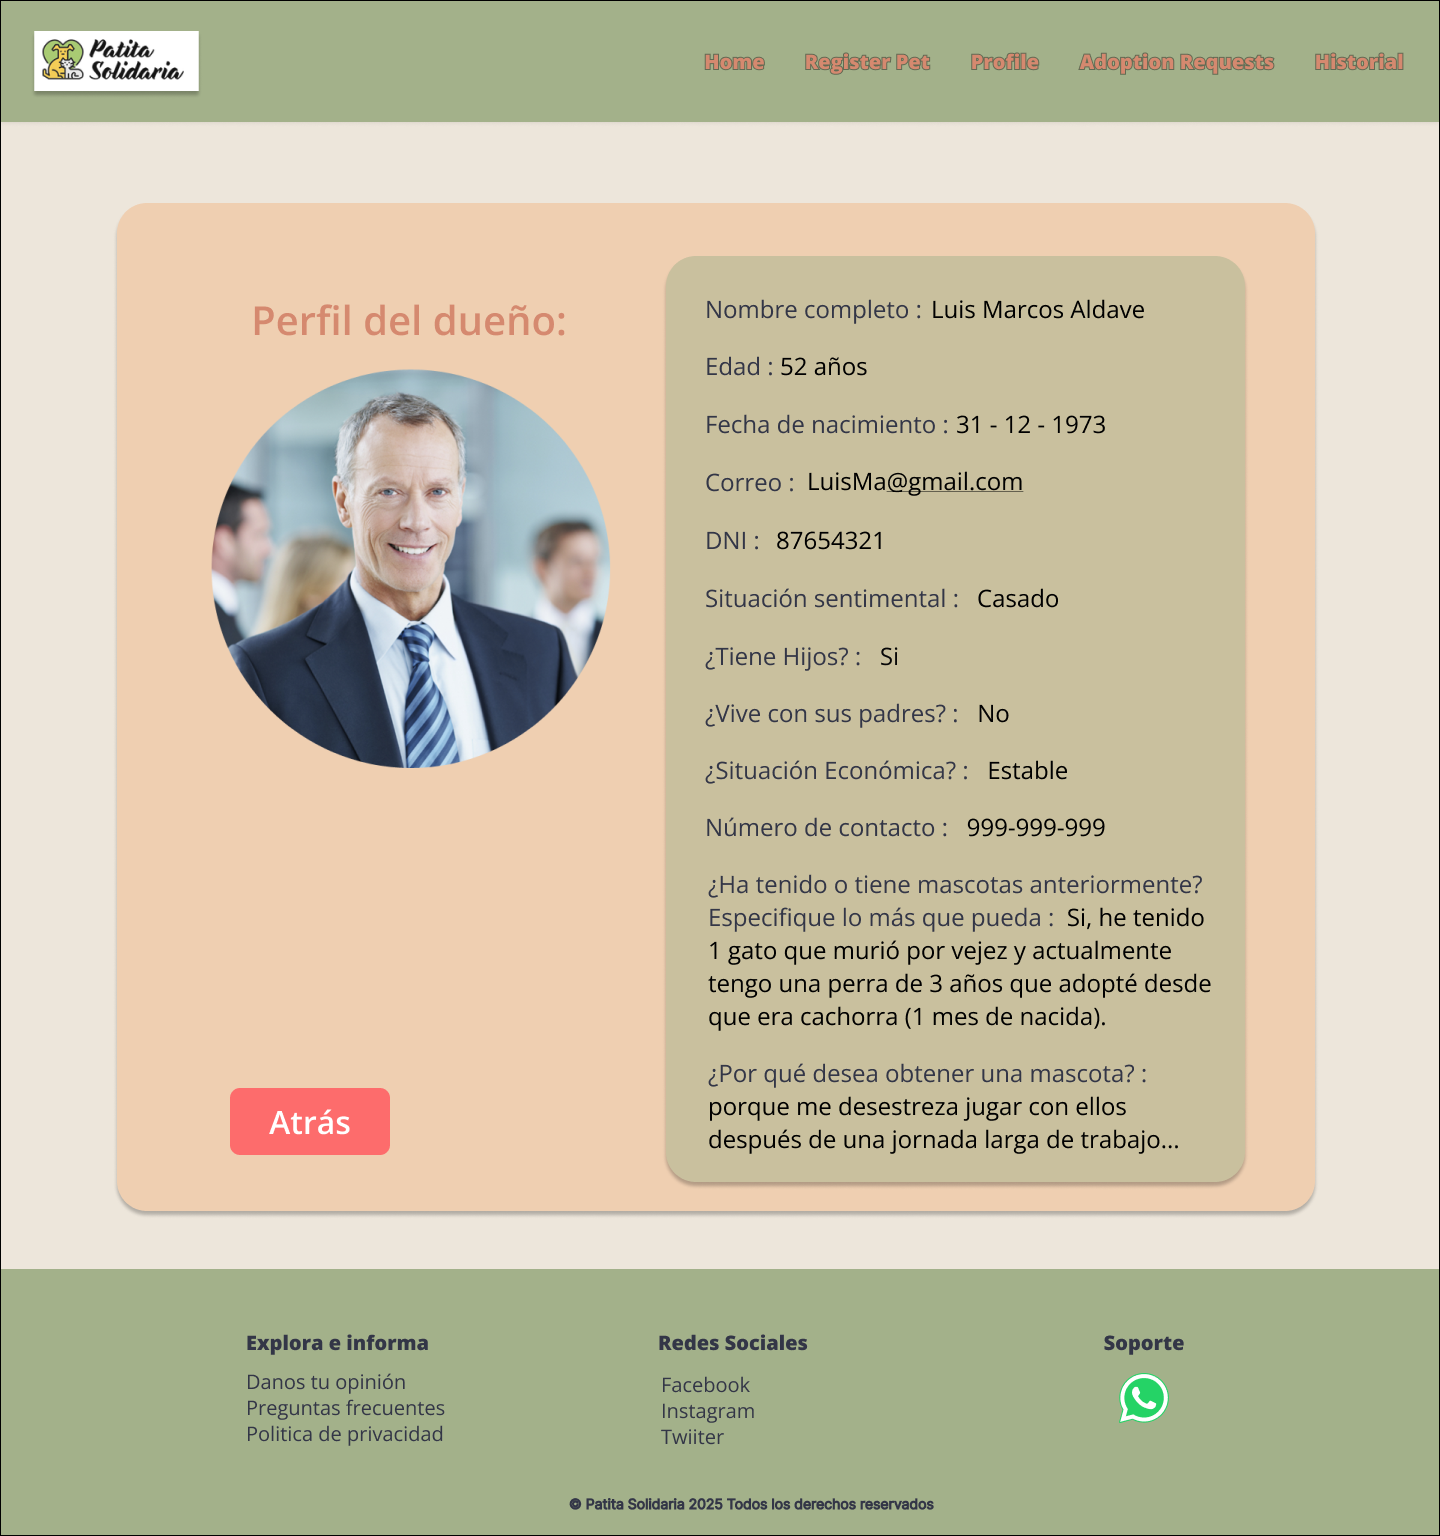 Patita
Solidaria
Home Register Pet Profile Adoption Requests Historial
Perfil del dueño:
Nombre completo : Luis Marcos Aldave
Edad : 52 años
Fecha de nacimiento : 31 - 12 - 1973
Correo : LuisMa@gmail.com
DNI : 87654321
Situación sentimental : Casado
¿Tiene Hijos? : Si
¿Vive con sus padres? : No
¿Situación Económica? : Estable
Número de contacto : 999-999-999
¿Ha tenido o tiene mascotas anteriormente?
Especifique lo más que pueda : Si, he tenido
1 gato que murió por vejez y actualmente
tengo una perra de 3 años que adopté desde
que era cachorra (1 mes de nacida).
¿Por qué desea obtener una mascota? :
porque me desestreza jugar con ellos
después de una jornada larga de trabajo...
Atrás
Explora e informa
Danos tu opinión
Preguntas frecuentes
Politica de privacidad
Redes Sociales
Facebook
Instagram
Twiiter
Soporte
© Patita Solidaria 2025 Todos los derechos reservados